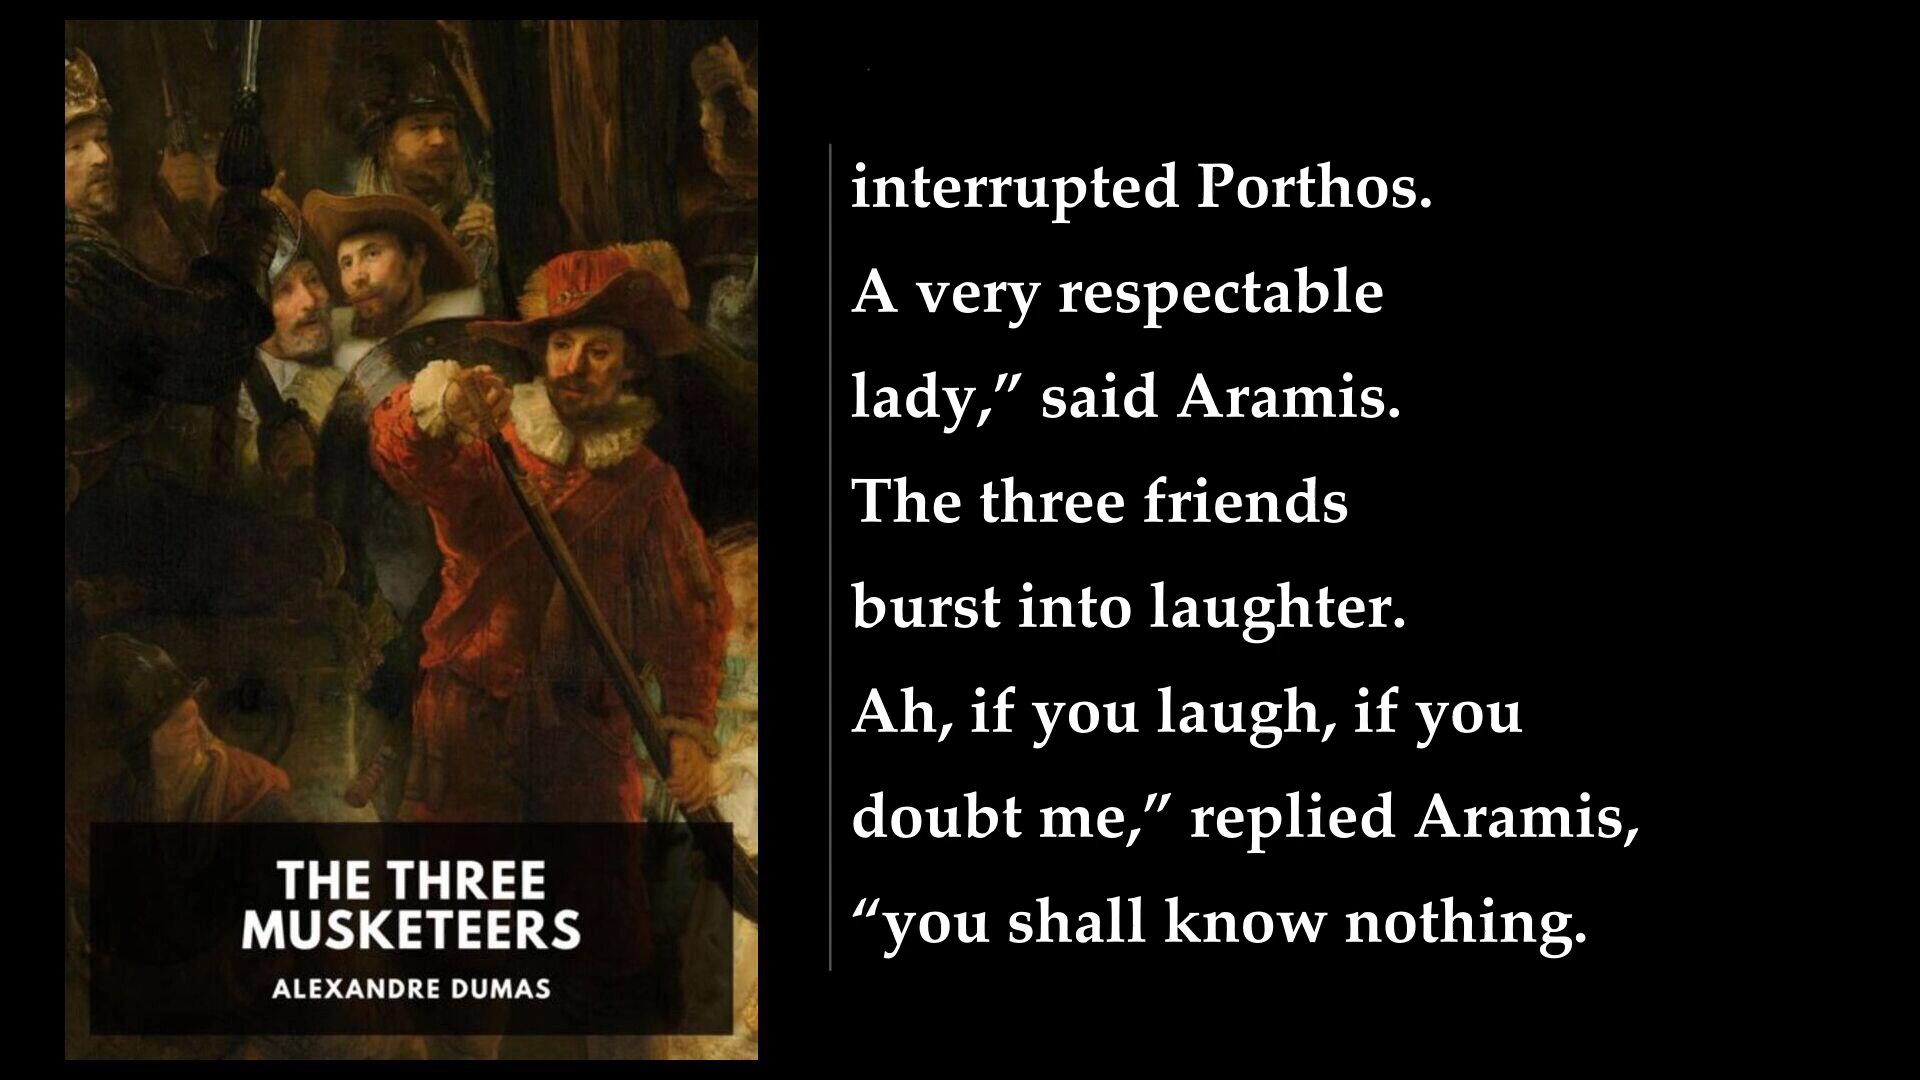 THE THREE
MUSKETEERS
ALEXANDRE DUMAS
interrupted Porthos.
A very respectable
lady,” said Aramis.
The three friends
burst into laughter.
Ah, if you laugh, if you
doubt me,” replied Aramis,
“you shall know nothing.